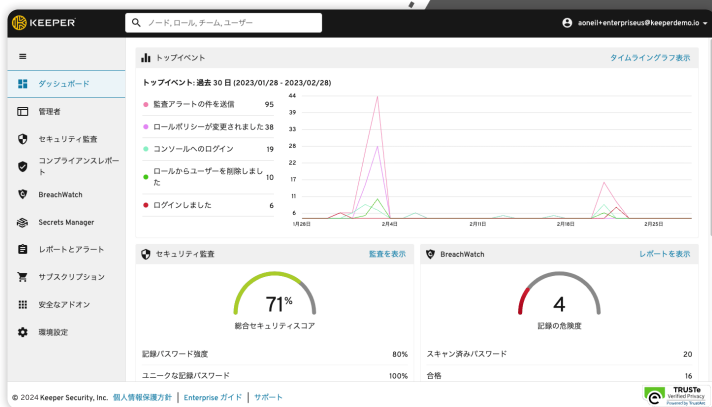 KEEPER
ノード、ロール、チーム、ユーザー
aoneil+enterpriseus@keeperdemo.io
トップイベント
タイムライングラフ表示
ダッシュボード
管理者
セキュリティ監査
コンプライアンスレポー
ト
BreachWatch
Secrets Manager
レポートとアラート
サブスクリプション
安全なアドオン
環境設定
トップイベント: 過去 30 日 (2023/01/28 - 2023/02/28)
監査アラートの件を送信 95
ロールポリシーが変更されました 38
コンソールへのログイン 19
ロールからユーザーを削除しまし
た 10
ログインしました 6
44
39
33
28
22
17
11
6
1月28日 2月4日 2月11日 2月18日 2月25日
セキュリティ監査 監査を表示
71%
総合セキュリティスコア
記録パスワード強度 80%
ユニークな記録パスワード 100%
BreachWatch レポートを表示
4
記録の危険度
スキャン済みパスワード 20
合格 16
© 2024 Keeper Security, Inc. 個人情報保護方針 | Enterprise ガイド | サポート
TRUSTe
Verified Privacy
Powered by TrustArc